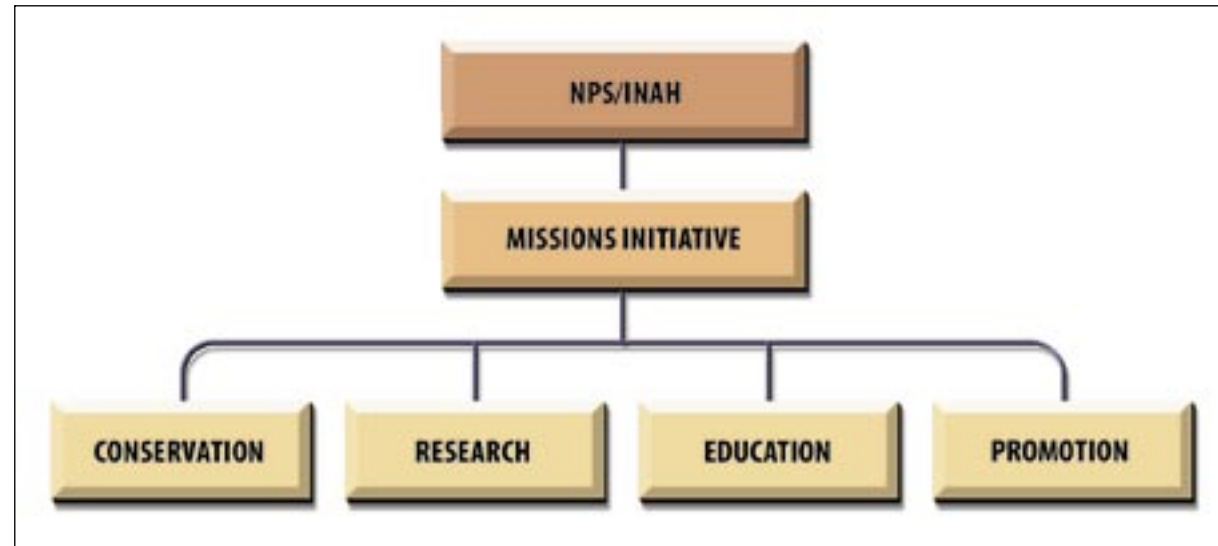 NPS/INAH
MISSIONS INITIATIVE
CONSERVATION
RESEARCH
EDUCATION
PROMOTION